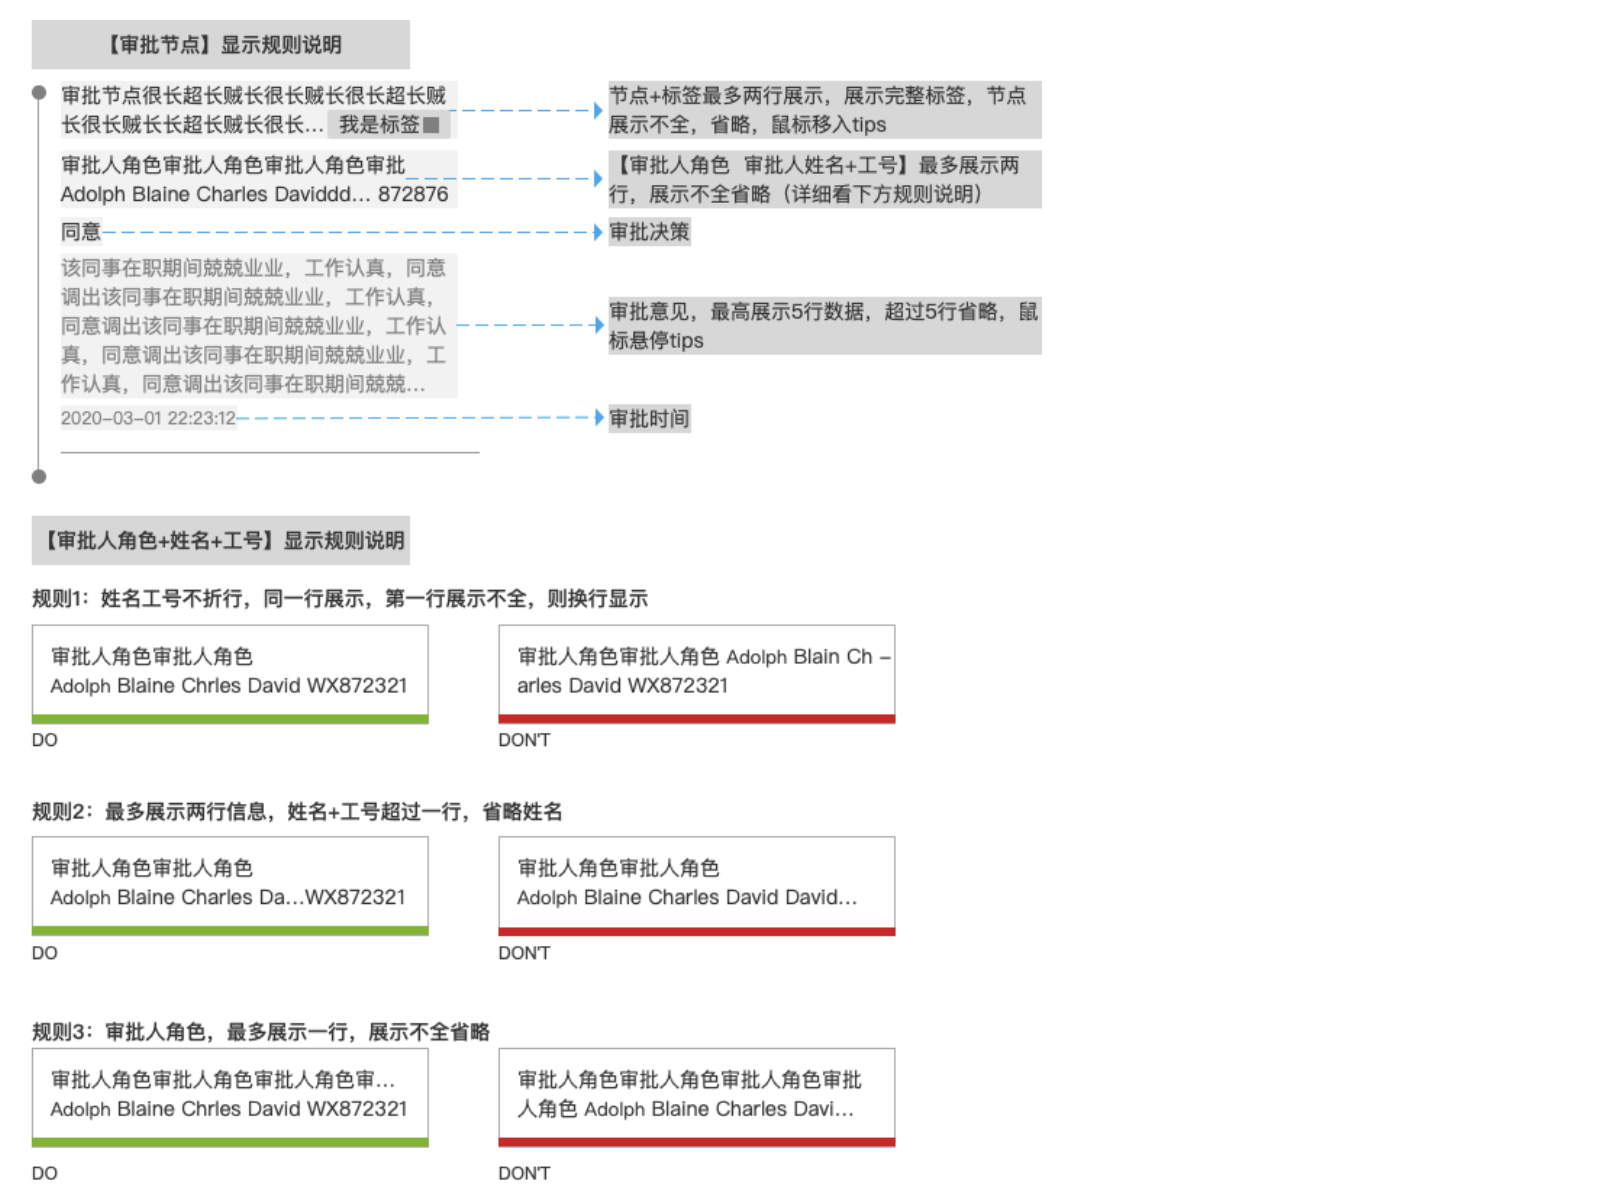 【审批节点】显示规则说明
审批节点很长超长贼长很长贼长很长超长贼
长很长贼长长超长贼长很长... 我是标签
节点+标签最多两行展示，展示完整标签，节点
展示不全，省略，鼠标移入tips
审批人角色审批人角色审批人角色审批
Adolph Blaine Charles Daviddd... 872876
【审批人角色 审批人姓名+工号】最多展示两
行，展示不全省略（详细看下方规则说明）
同意
审批决策
该同事在职期间兢兢业业，工作认真，同意
调出该同事在职期间兢兢业业，工作认真，
同意调出该同事在职期间兢兢业业，工作认
真，同意调出该同事在职期间兢兢业业，工
作认真，同意调出该同事在职期间兢兢...
审批意见，最高展示5行数据，超过5行省略，鼠
标悬停tips
2020-03-01 22:23:12
审批时间
【审批人角色+姓名+工号】显示规则说明
规则1：姓名工号不折行，同一行展示，第一行展示不全，则换行显示
审批人角色审批人角色
Adolph Blaine Chrles David WX872321
DO
审批人角色审批人角色 Adolph Blain Ch -
arles David WX872321
DON'T
规则2：最多展示两行信息，姓名+工号超过一行，省略姓名
审批人角色审批人角色
Adolph Blaine Charles Da...WX872321
DO
审批人角色审批人角色
Adolph Blaine Charles David David...
DON'T
规则3：审批人角色，最多展示一行，展示不全省略
审批人角色审批人角色审批人角色审...
Adolph Blaine Chrles David WX872321
DO
审批人角色审批人角色审批人角色审批
人角色 Adolph Blaine Charles Davi...
DON'T